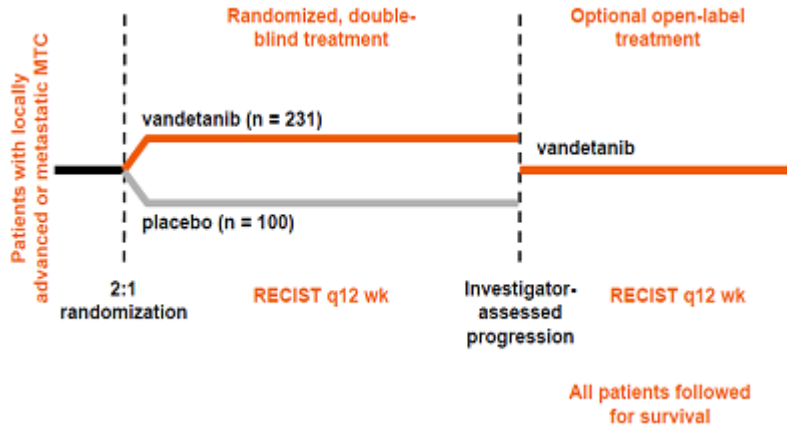 Randomized, double-
blind treatment
Optional open-label
treatment
Patients with locally
advanced or metastatic MTC
vandetanib (n = 231)
vandetanib
placebo (n = 100)
2:1
randomization
RECIST q12 wk
Investigator-
assessed
progression
RECIST q12 wk
All patients followed
for survival